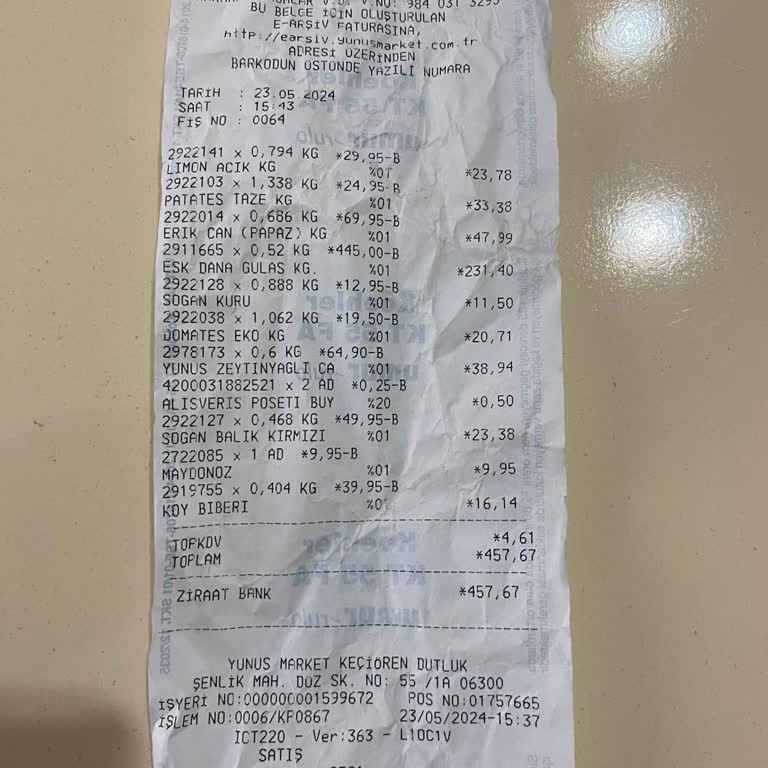 V.D. V.NO: 984 031 3295
BU BELGE İÇİN OLUŞTURULAN
E-ARŞİV FATURASINA,
http://earsiv.yunusmarket.com.tr
ADRESİ ÜZERİNDEN
BARKODUN ÜSTÜNDE YAZILI NUMARA
TARİH : 23.05.2024
SAAT : 15:43
FİŞ NO : 0064
2922141 x 0,794 KG *29,95-B
LIMON ACIK KG %01 *23,78
2922103 x 1,338 KG *24,95-B
PATATES TAZE KG %01 *33,38
2922014 x 0,686 KG *69,95-B
ERIK CAN (PAPAZ) KG %01 *47,99
2911665 x 0,52 KG *445,00-B
ESK DANA GULAS KG. %01 *231,40
2922128 x 0,888 KG *12,95-B
SOGAN KURU %01 *11,50
2922038 x 1,062 KG *19,50-B
DOMATES EKO KG %01 *20,71
2978173 x 0,6 KG *64,90-B
YUNUS ZEYTINYAGLI CA %01 *38,94
4200031882521 x 2 AD *0,25-B
ALISVERIS POSETI BUY %20 *0,50
2922127 x 0,468 KG *49,95-B
SOGAN BALIK KIRMIZI %01 *23,38
2722085 x 1 AD *9,95-B
MAYDONOZ %01 *9,95
2919755 x 0,404 KG *39,95-B
KOY BIBERI %01 *16,14
TOPKDV *4,61
TOPLAM *457,67
ZİRAAT BANK *457,67
YUNUS MARKET KEÇİÖREN DUTLUK
ŞENLİK MAH. DÜZ SK. NO: 55 /1A 06300
İŞYERİ NO:000000001599672 POS NO:01757665
İŞLEM NO:0006/KP0867 23/05/2024-15:37
ICT220 - Ver:363 - L10C1V
SATIŞ